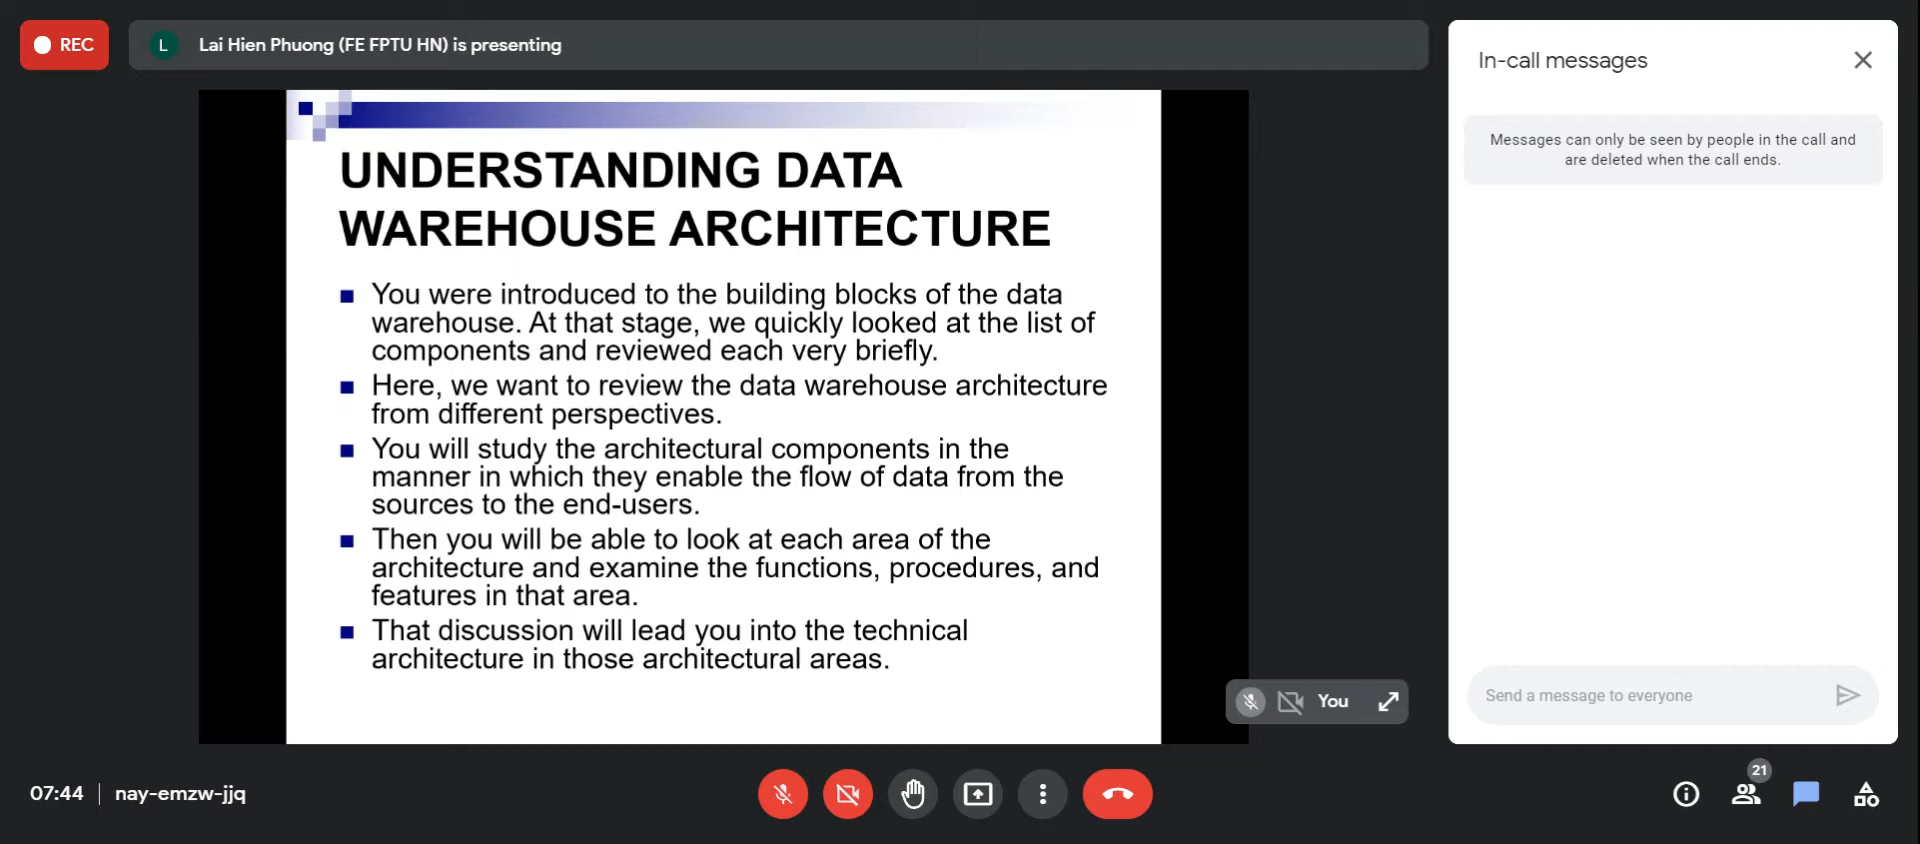 REC
L
Lai Hien Phuong (FE FPTU HN) is presenting
UNDERSTANDING DATA
WAREHOUSE ARCHITECTURE
You were introduced to the building blocks of the data
warehouse. At that stage, we quickly looked at the list of
components and reviewed each very briefly.
Here, we want to review the data warehouse architecture
from different perspectives.
You will study the architectural components in the
manner in which they enable the flow of data from the
sources to the end-users.
Then you will be able to look at each area of the
architecture and examine the functions, procedures, and
features in that area.
That discussion will lead you into the technical
architecture in those architectural areas.
You
In-call messages
Messages can only be seen by people in the call and
are deleted when the call ends.
Send a message to everyone
07:44 | nay-emzw-jjq
21